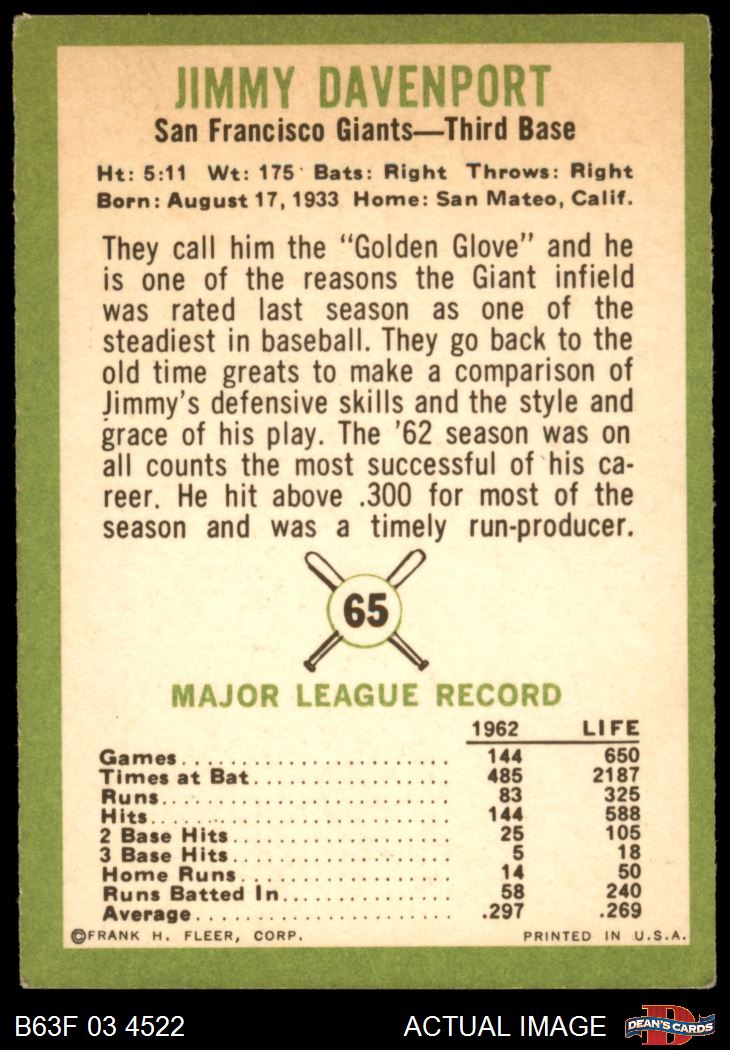 JIMMY DAVENPORT
San Francisco Giants—Third Base
Ht: 5:11 Wt: 175 Bats: Right Throws: Right
Born: August 17, 1933 Home: San Mateo, Calif.
They call him the "Golden Glove" and he
is one of the reasons the Giant infield
was rated last season as one of the
steadiest in baseball. They go back to the
old time greats to make a comparison of
Jimmy's defensive skills and the style and
grace of his play. The '62 season was on
all counts the most successful of his ca-
reer. He hit above .300 for most of the
season and was a timely run-producer.
65
MAJOR LEAGUE RECORD
1962 LIFE
Games 144 650
Times at Bat 485 2187
Runs 83 325
Hits 144 588
2 Base Hits 25 105
3 Base Hits 5 18
Home Runs 14 50
Runs Batted In 58 240
Average .297 .269
©FRANK H. FLEER, CORP. PRINTED IN U.S.A.
B63F 03 4522 ACTUAL IMAGE D DEAN'S CARDS